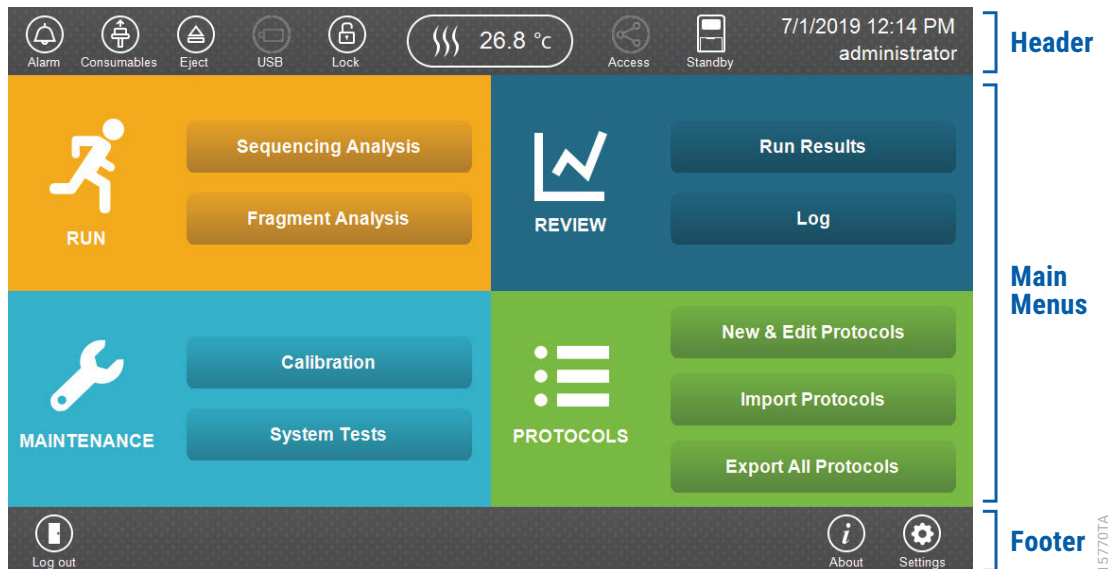 Alarm
Consumables
Eject
USB
Lock
26.8 °c
Access
Standby
7/1/2019 12:14 PM
administrator
Header
RUN
Sequencing Analysis
Fragment Analysis
REVIEW
Run Results
Log
Main
Menus
MAINTENANCE
Calibration
System Tests
PROTOCOLS
New & Edit Protocols
Import Protocols
Export All Protocols
Log out
About
Settings
Footer
15770TA